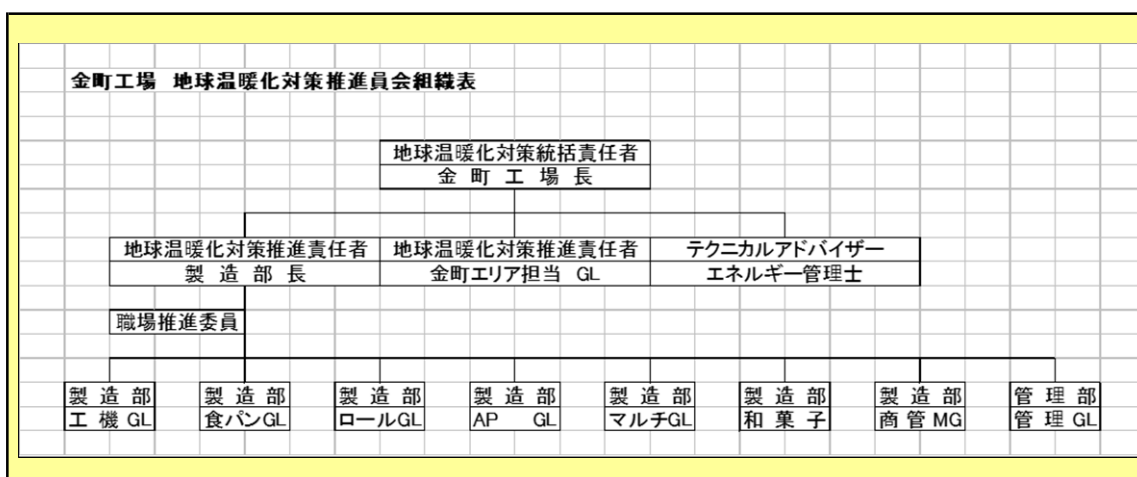 金町工場 地球温暖化対策推進員会組織表
地球温暖化対策統括責任者
金町工場長
地球温暖化対策推進責任者 地球温暖化対策推進責任者 テクニカルアドバイザー
製造部長 金町エリア担当 GL エネルギー管理士
職場推進委員
製造部 製造部 製造部 製造部 製造部 製造部 製造部 管理部
工機GL 食パンGL ロールGL AP GL マルチGL 和菓子 商管MG 管理GL